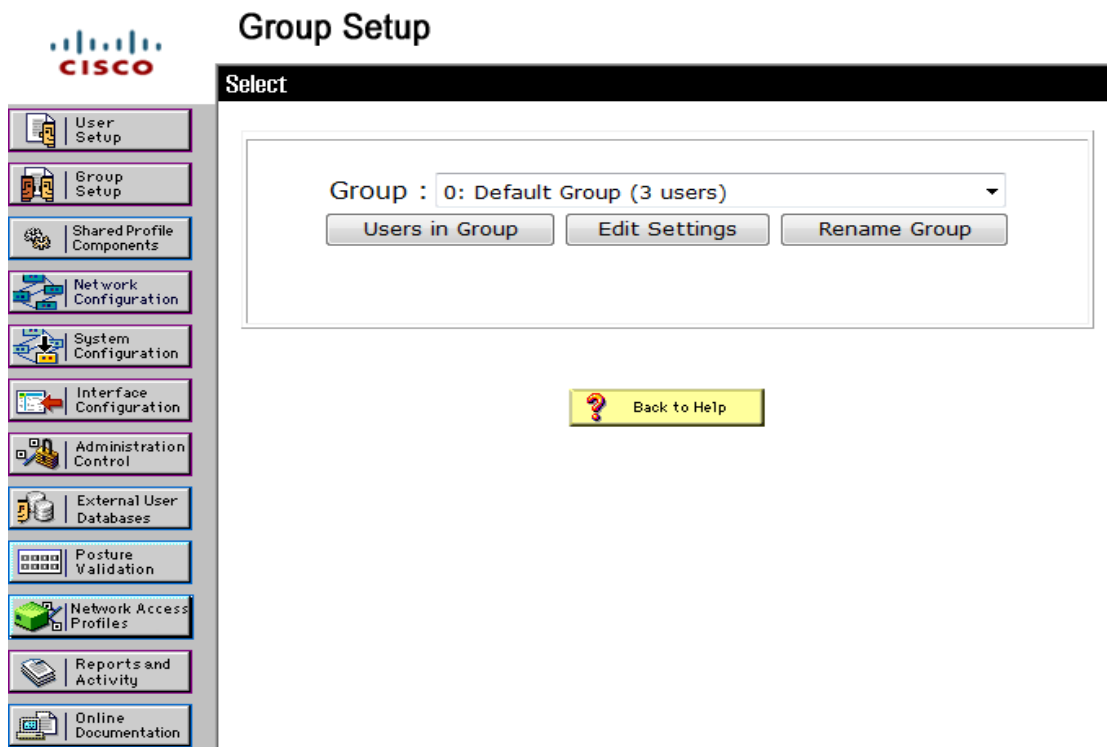 Group Setup
CISCO
Select
User
Setup
Group
Setup
Shared Profile
Components
Network
Configuration
System
Configuration
Interface
Configuration
Administration
Control
External User
Databases
Posture
Validation
Network Access
Profiles
Reports and
Activity
Online
Documentation
Group : 0: Default Group (3 users)
Users in Group Edit Settings Rename Group
? Back to Help